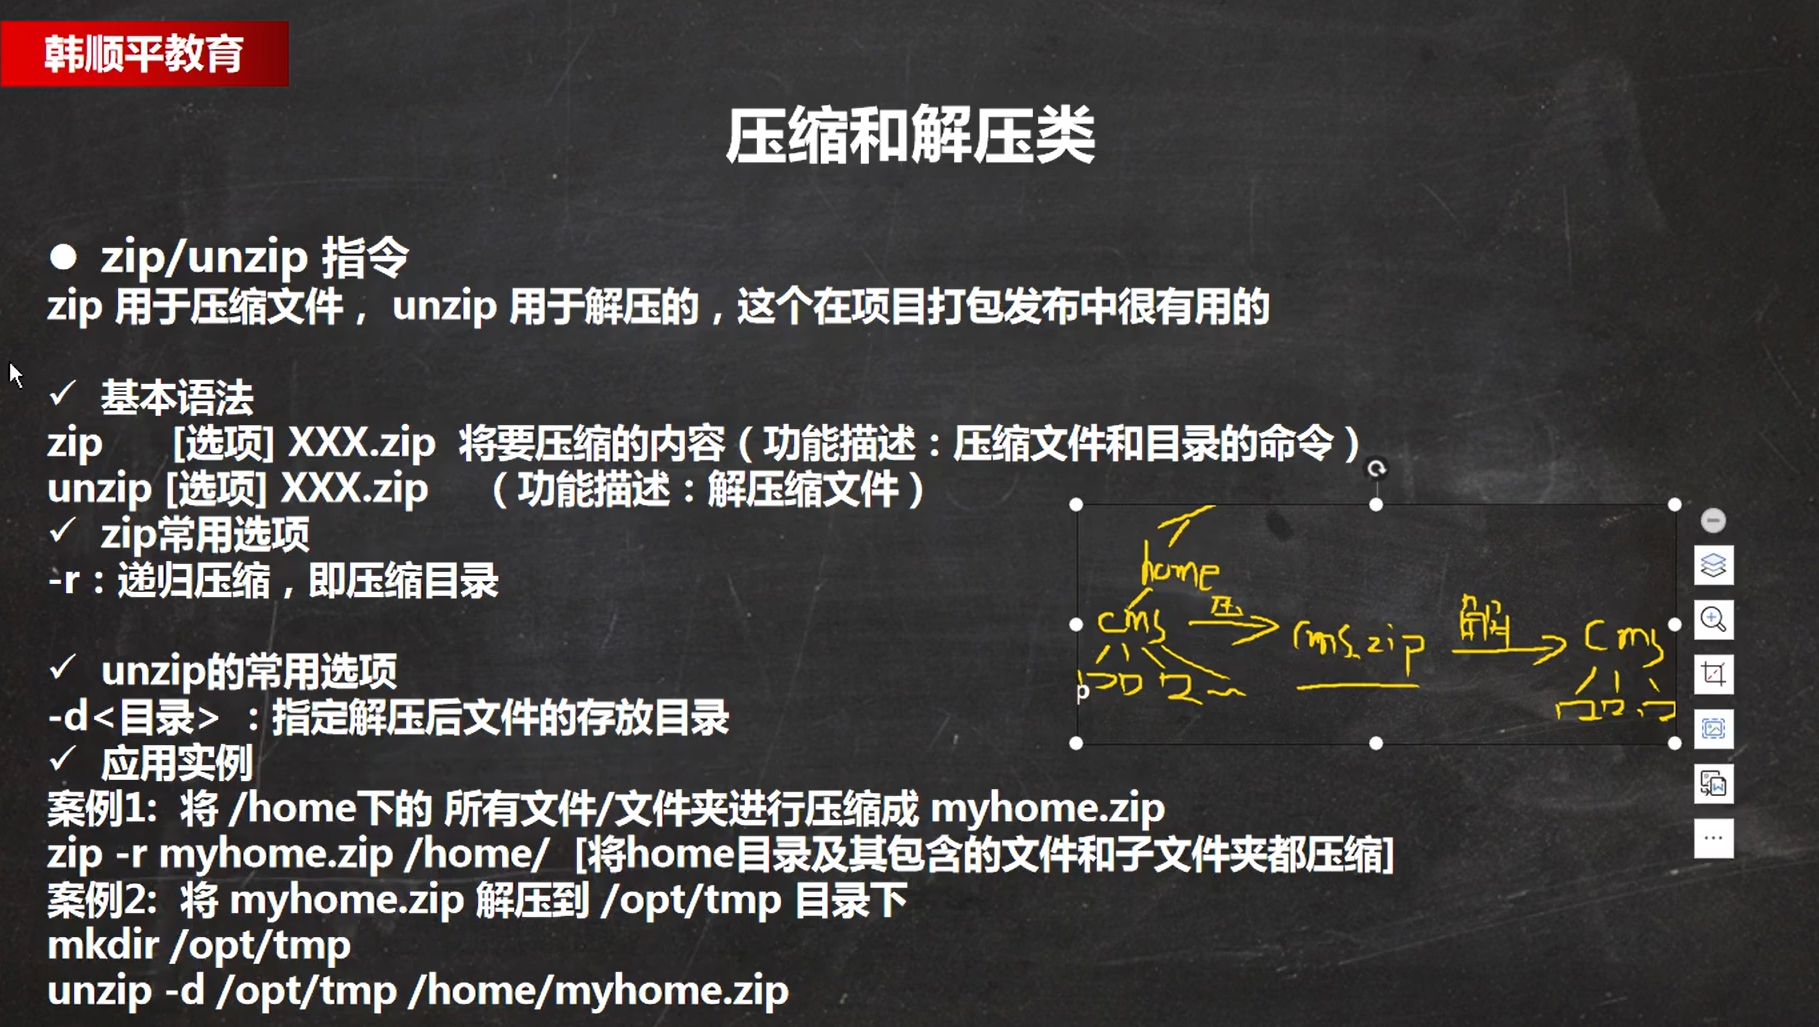 韩顺平教育
压缩和解压类
● zip/unzip 指令
zip 用于压缩文件， unzip 用于解压的，这个在项目打包发布中很有用的
✓ 基本语法
zip [选项] XXX.zip 将要压缩的内容（功能描述：压缩文件和目录的命令）
unzip [选项] XXX.zip （功能描述：解压缩文件）
✓ zip常用选项
-r：递归压缩，即压缩目录
✓ unzip的常用选项
-d<目录> ：指定解压后文件的存放目录
✓ 应用实例
案例1: 将 /home下的 所有文件/文件夹进行压缩成 myhome.zip
zip -r myhome.zip /home/ [将home目录及其包含的文件和子文件夹都压缩]
案例2: 将 myhome.zip 解压到 /opt/tmp 目录下
mkdir /opt/tmp
unzip -d /opt/tmp /home/myhome.zip
home
cms 压 cms.zip 解 cms
p